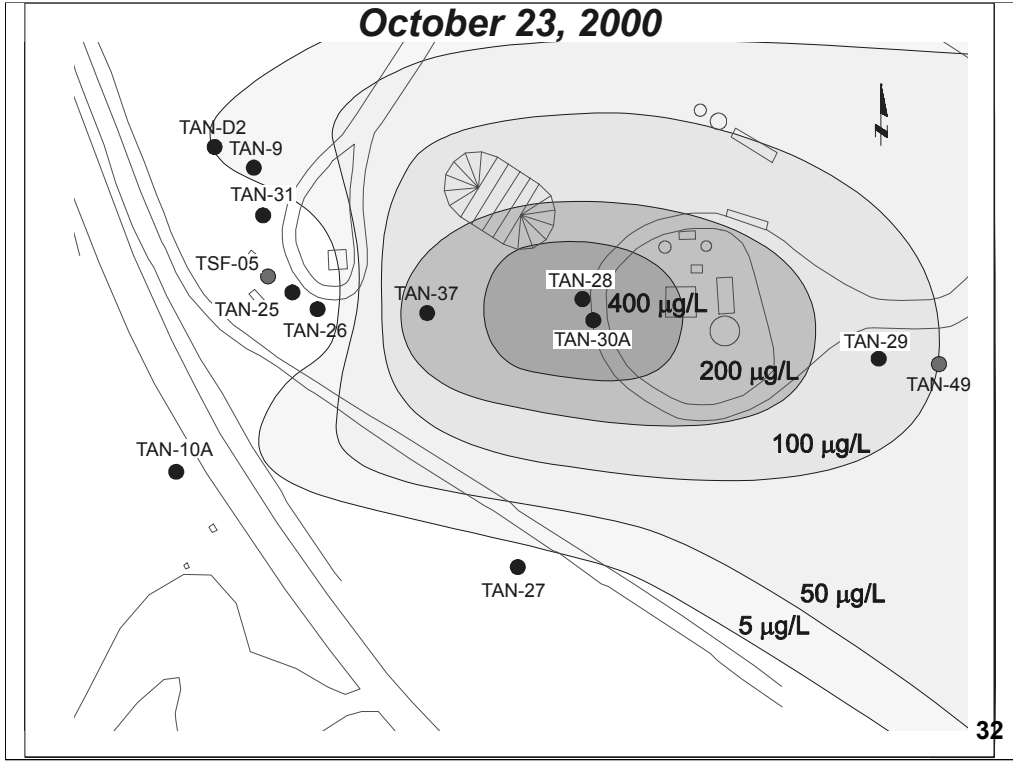 October 23, 2000
TAN-D2
TAN-9
TAN-31
TSF-05
TAN-25
TAN-26
TAN-37
TAN-28
400 µg/L
TAN-30A
TAN-29
200 µg/L
TAN-49
100 µg/L
TAN-10A
TAN-27
50 µg/L
5 µg/L
32